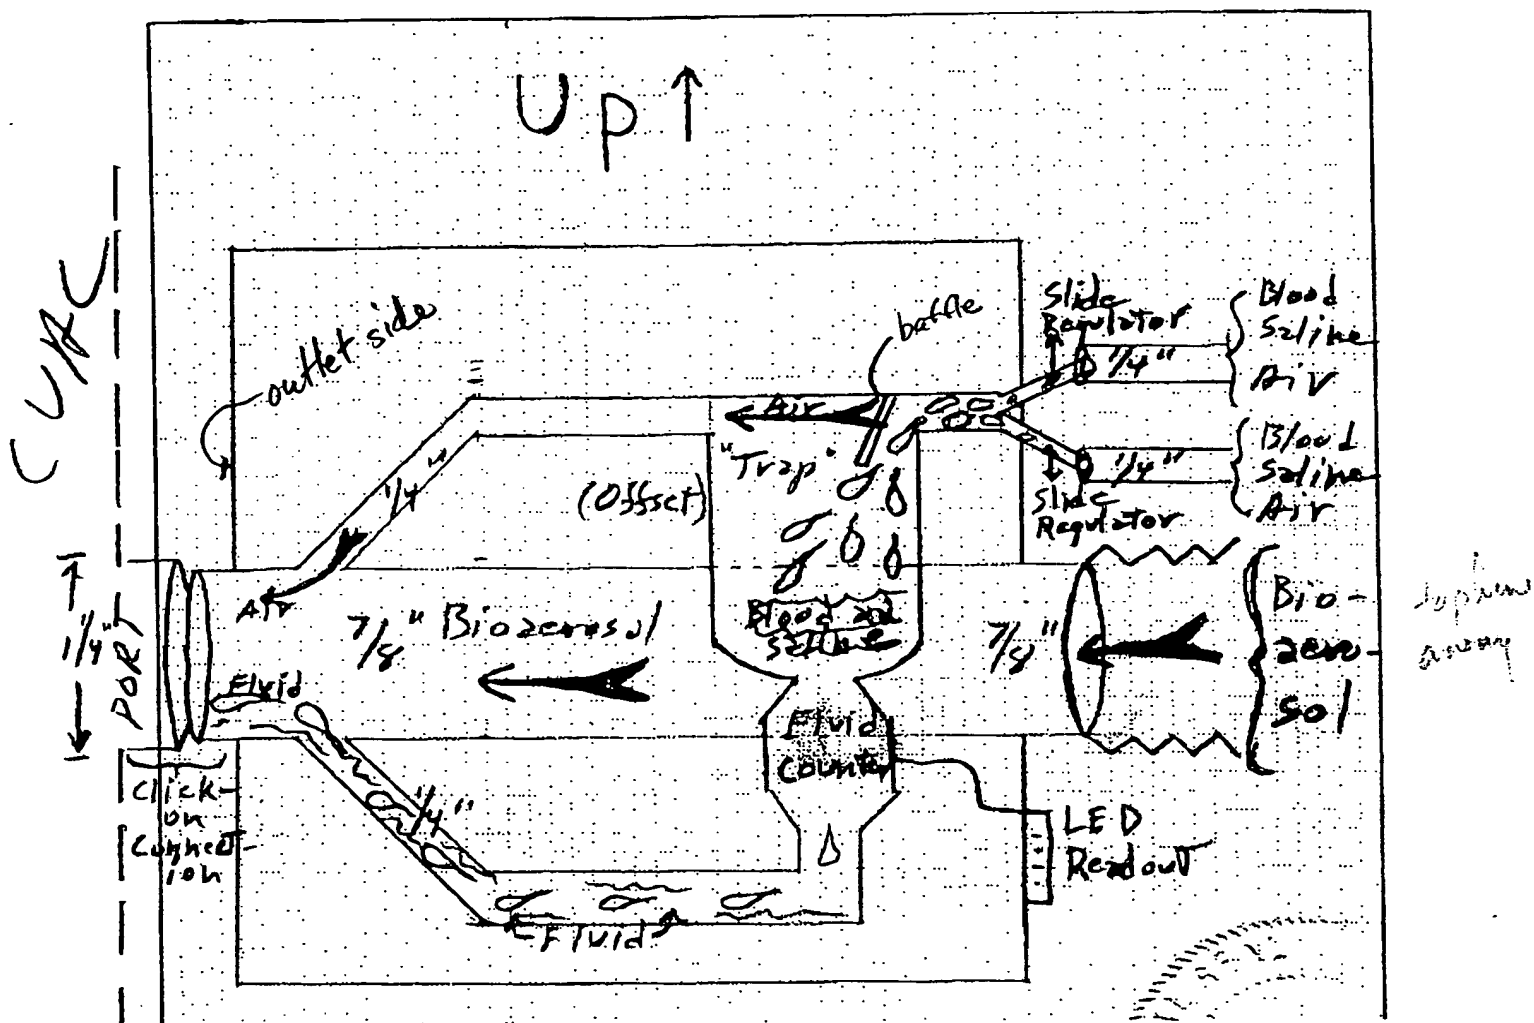 Up
CVAC
outlet side
baffle
Slide
Regulator
1/4"
Blood
Saline
Air
Air
"Trap"
(Offset)
1/4"
1/4"
Slide
Regulator
Blood
Saline
Air
Air
7/8" Bioaerosol
Blood and
saline
7/8"
Bio-
aero-
sol
1 1/4"
PORT
Fluid
Fluid
Counter
1/4"
Click-
on
Connect-
ion
LED
Readout
Fluid